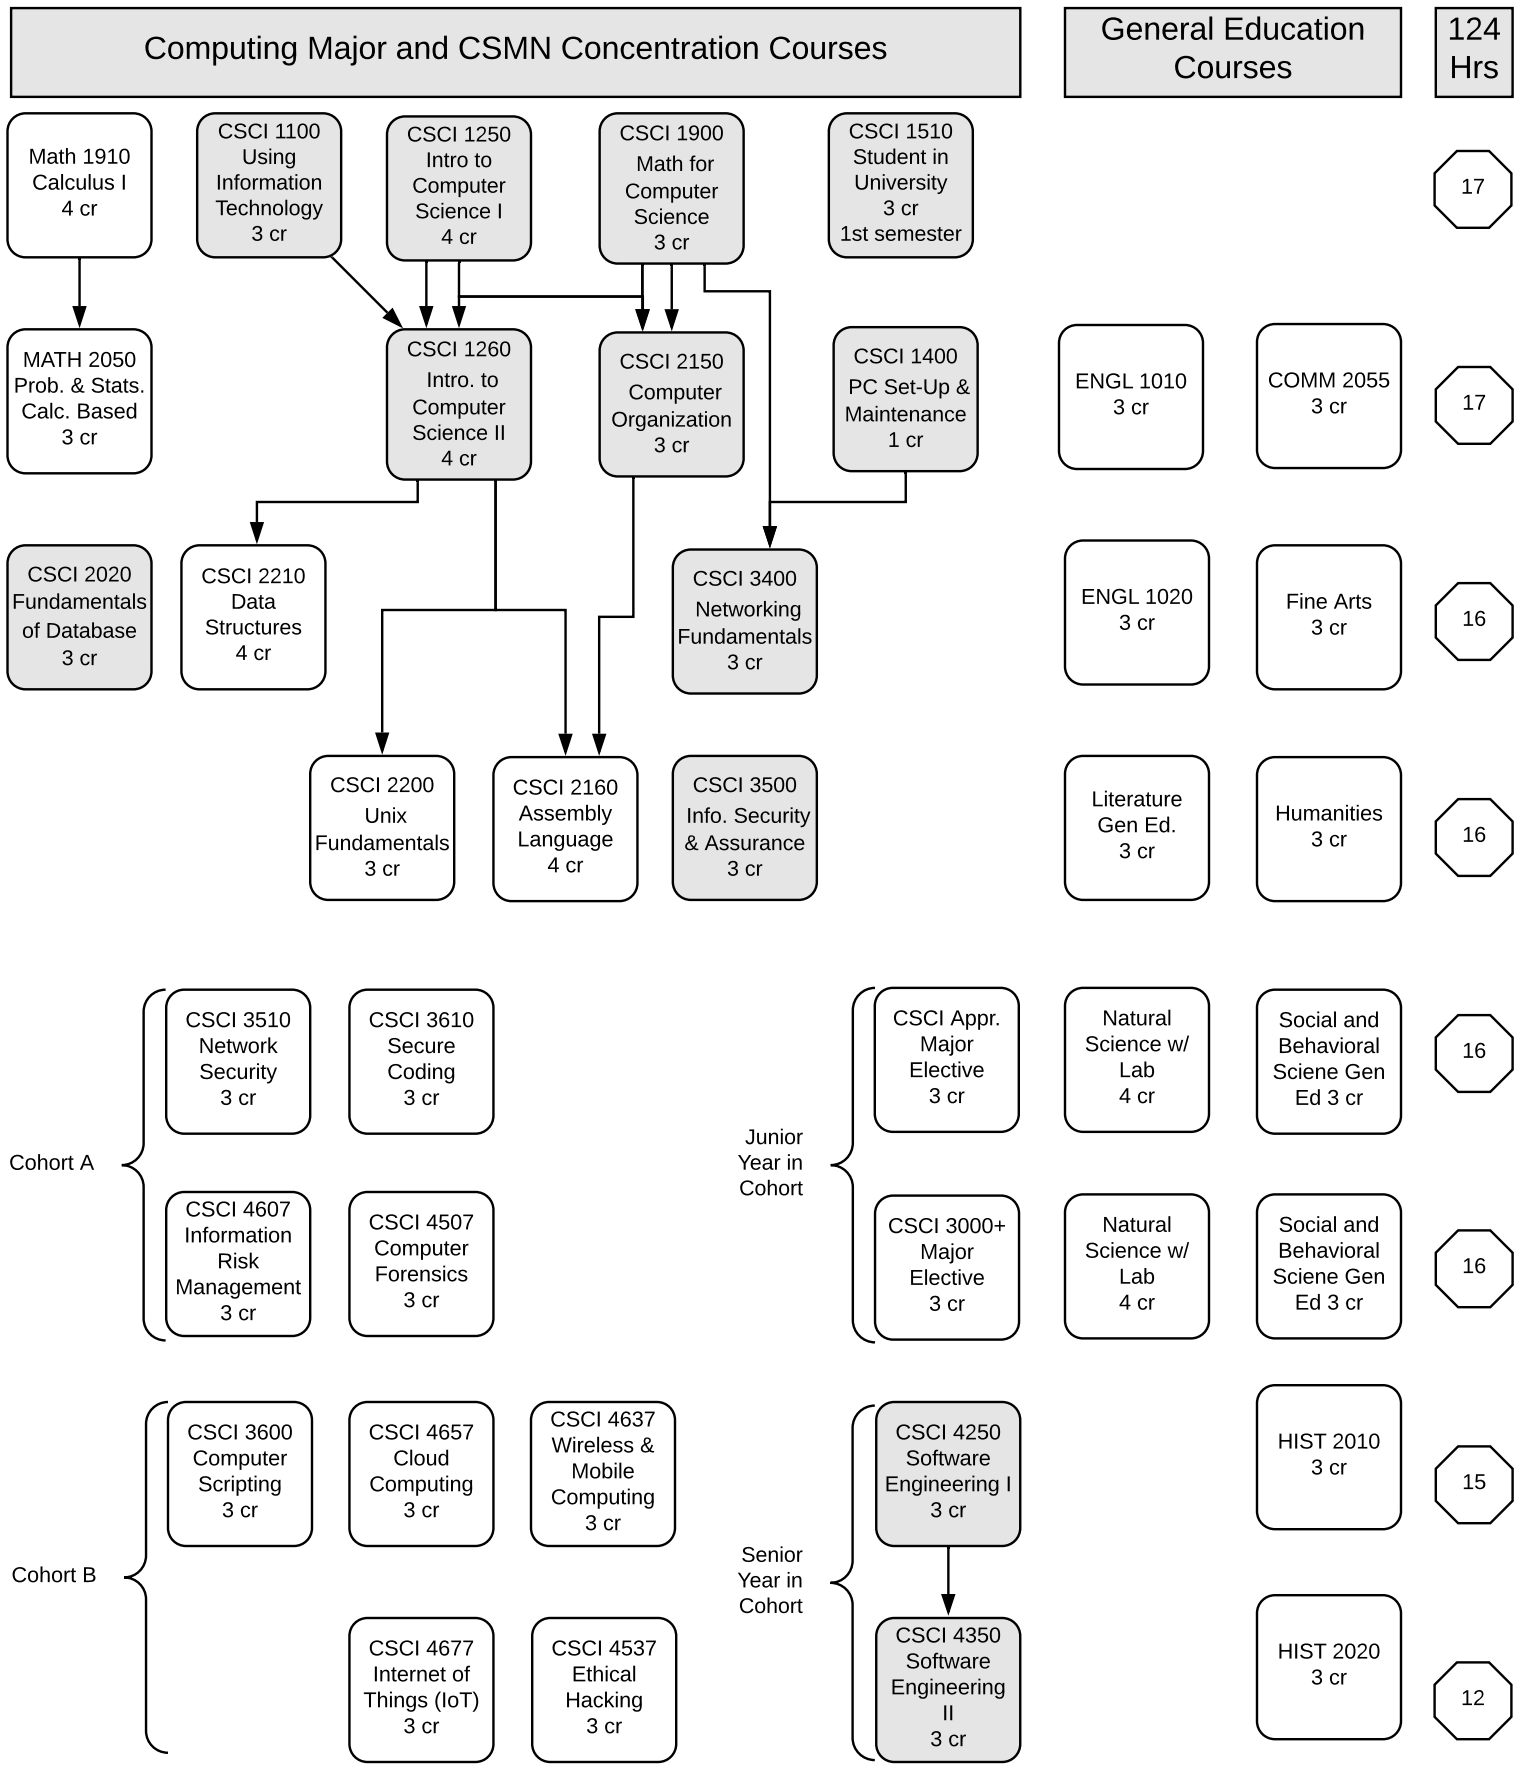 Computing Major and CSMN Concentration Courses
General Education
Courses
124
Hrs
Math 1910
Calculus I
4 cr
CSCI 1100
Using
Information
Technology
3 cr
CSCI 1250
Intro to
Computer
Science I
4 cr
CSCI 1900
Math for
Computer
Science
3 cr
CSCI 1510
Student in
University
3 cr
1st semester
17
MATH 2050
Prob. & Stats.
Calc. Based
3 cr
CSCI 1260
Intro. to
Computer
Science II
4 cr
CSCI 2150
Computer
Organization
3 cr
CSCI 1400
PC Set-Up &
Maintenance
1 cr
ENGL 1010
3 cr
COMM 2055
3 cr
17
CSCI 2020
Fundamentals
of Database
3 cr
CSCI 2210
Data
Structures
4 cr
CSCI 3400
Networking
Fundamentals
3 cr
ENGL 1020
3 cr
Fine Arts
3 cr
16
CSCI 2200
Unix
Fundamentals
3 cr
CSCI 2160
Assembly
Language
4 cr
CSCI 3500
Info. Security
& Assurance
3 cr
Literature
Gen Ed.
3 cr
Humanities
3 cr
16
Cohort A
CSCI 3510
Network
Security
3 cr
CSCI 3610
Secure
Coding
3 cr
Junior
Year in
Cohort
CSCI Appr.
Major
Elective
3 cr
Natural
Science w/
Lab
4 cr
Social and
Behavioral
Sciene Gen
Ed 3 cr
16
CSCI 4607
Information
Risk
Management
3 cr
CSCI 4507
Computer
Forensics
3 cr
CSCI 3000+
Major
Elective
3 cr
Natural
Science w/
Lab
4 cr
Social and
Behavioral
Sciene Gen
Ed 3 cr
16
Cohort B
CSCI 3600
Computer
Scripting
3 cr
CSCI 4657
Cloud
Computing
3 cr
CSCI 4637
Wireless &
Mobile
Computing
3 cr
Senior
Year in
Cohort
CSCI 4250
Software
Engineering I
3 cr
HIST 2010
3 cr
15
CSCI 4677
Internet of
Things (IoT)
3 cr
CSCI 4537
Ethical
Hacking
3 cr
CSCI 4350
Software
Engineering
II
3 cr
HIST 2020
3 cr
12